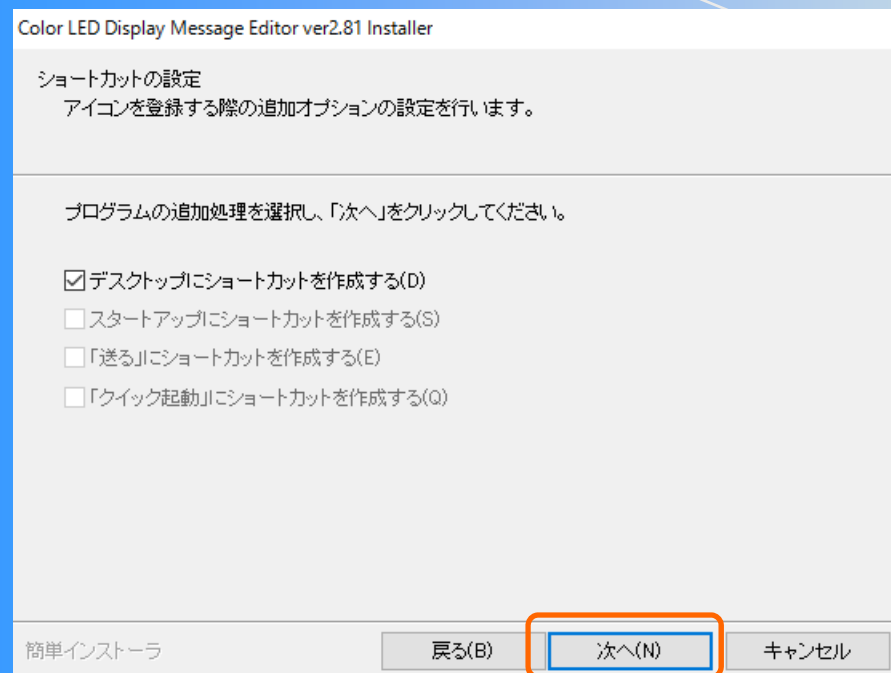 Color LED Display Message Editor ver2.81 Installer
ショートカットの設定
アイコンを登録する際の追加オプションの設定を行います。
プログラムの追加処理を選択し、「次へ」をクリックしてください。
デスクトップにショートカットを作成する(D)
スタートアップにショートカットを作成する(S)
「送る」にショートカットを作成する(E)
「クイック起動」にショートカットを作成する(Q)
簡単インストーラ 戻る(B) 次へ(N) キャンセル